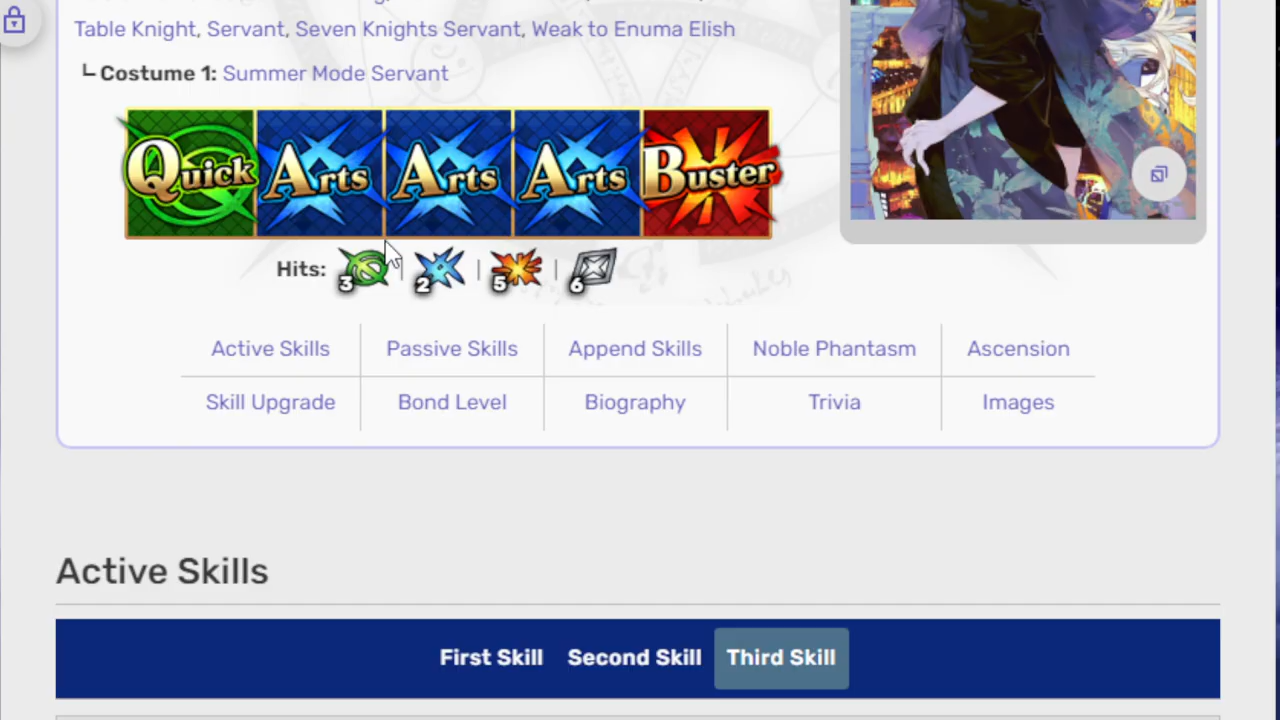 Table Knight, Servant, Seven Knights Servant, Weak to Enuma Elish
Costume 1: Summer Mode Servant
Quick Arts Arts Arts Buster
Hits: 3 | 2 | 5 | 6
Active Skills Passive Skills Append Skills Noble Phantasm Ascension
Skill Upgrade Bond Level Biography Trivia Images
Active Skills
First Skill Second Skill Third Skill